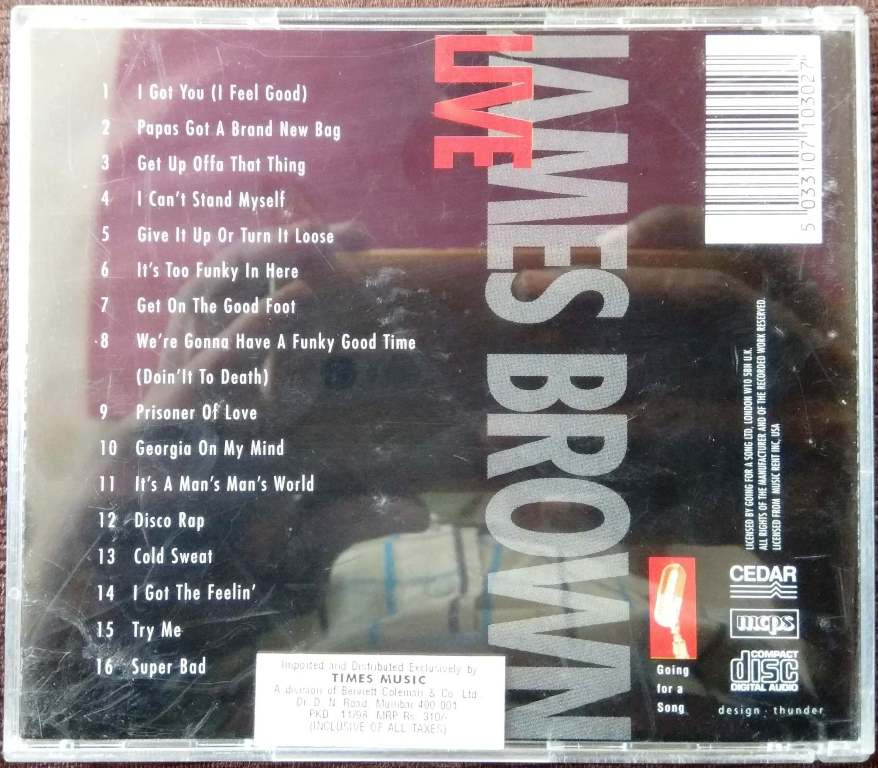 1 I Got You (I Feel Good)
2 Papas Got A Brand New Bag
3 Get Up Offa That Thing
4 I Can't Stand Myself
5 Give It Up Or Turn It Loose
6 It's Too Funky In Here
7 Get On The Good Foot
8 We're Gonna Have A Funky Good Time
(Doin'It To Death)
9 Prisoner Of Love
10 Georgia On My Mind
11 It's A Man's Man's World
12 Disco Rap
13 Cold Sweat
14 I Got The Feelin'
15 Try Me
16 Super Bad
LIVE
JAMES BROWN
5 033107 103027
LICENSED BY GOING FOR A SONG LTD, LONDON W10 5BN U.K.
ALL RIGHTS OF THE MANUFACTURER AND OF THE RECORDED WORK RESERVED.
LICENSED FROM MUSIC RENT INC, USA
CEDAR
mcps
COMPACT
disc
DIGITAL AUDIO
design · thunder
Going
for a
Song
Imported and Distributed Exclusively by
TIMES MUSIC
A division of Bennett Coleman & Co. Ltd.
Dr. D. N. Road, Mumbai 400 001
PKD : 11/98 MRP Rs. 310/-
(INCLUSIVE OF ALL TAXES)